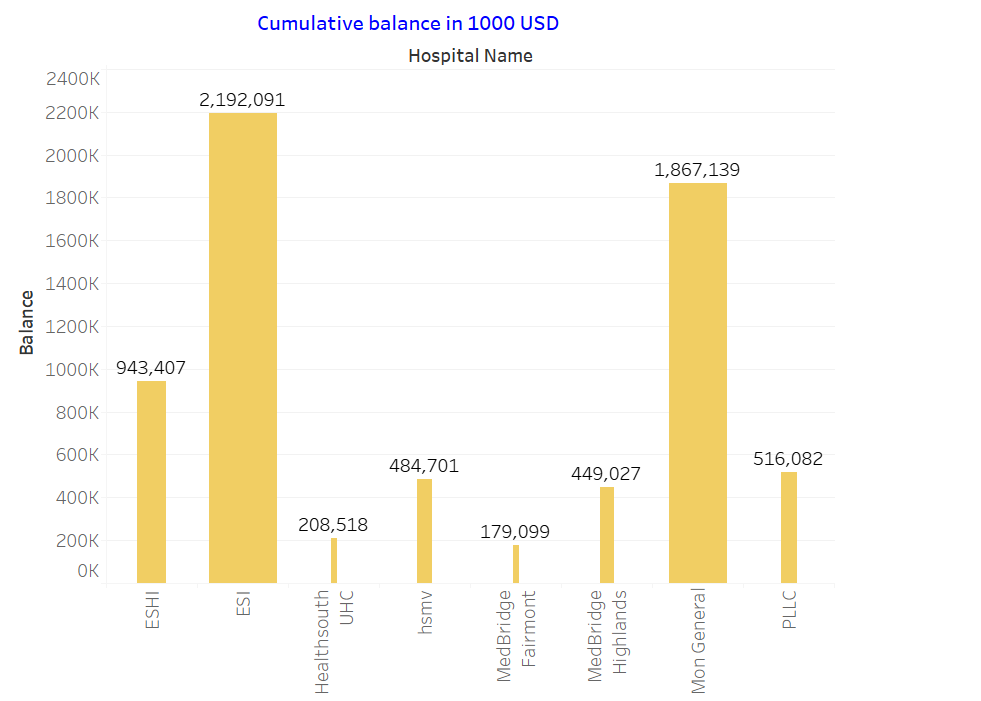 Cumulative balance in 1000 USD
Hospital Name
Balance
2400K
2200K
2000K
1800K
1600K
1400K
1200K
1000K
800K
600K
400K
200K
0K
943,407
2,192,091
208,518
484,701
179,099
449,027
1,867,139
516,082
ESHI
ESI
Healthsouth
UHC
hsmv
MedBridge
Fairmont
MedBridge
Highlands
Mon General
PLLC